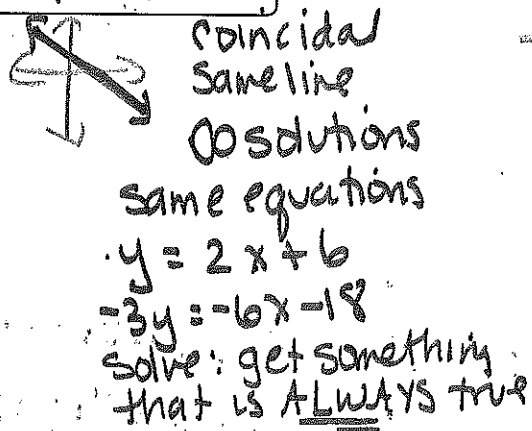 coincidal
same line
∞ solutions
same equations
y = 2x + 6
-3y = -6x - 18
solve: get something
that is ALWAYS true